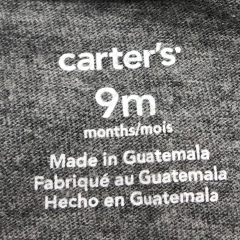 carter's
9m
months/mois
Made in Guatemala
Fabriqué au Guatemala
Hecho en Guatemala